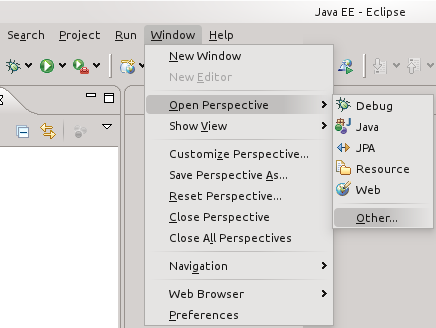 Java EE - Eclipse
Search Project Run Window Help
New Window
New Editor
Open Perspective
Show View
Customize Perspective...
Save Perspective As...
Reset Perspective...
Close Perspective
Close All Perspectives
Navigation
Web Browser
Preferences
Debug
Java
JPA
Resource
Web
Other...